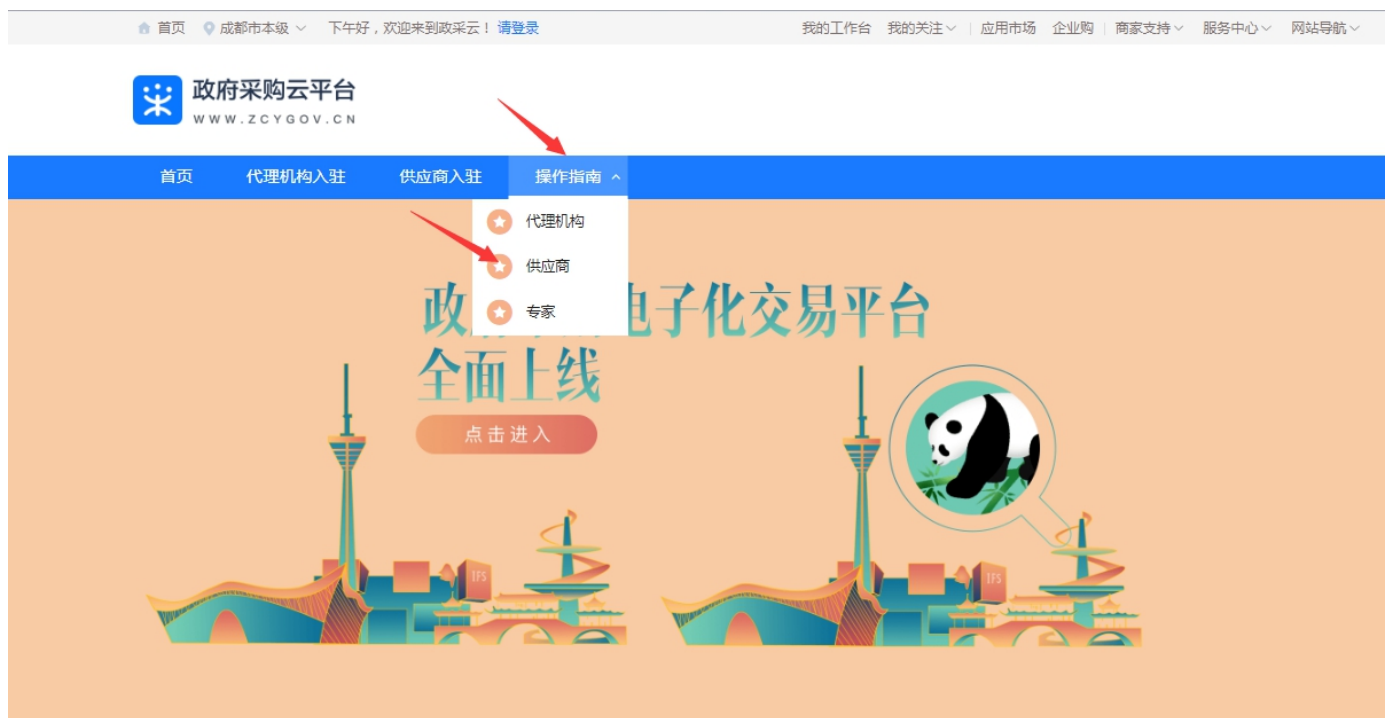 首页 成都市本级 下午好，欢迎来到政采云！请登录 我的工作台 我的关注 应用市场 企业购 商家支持 服务中心 网站导航
政府采购云平台
WWW.ZCYGOV.CN
首页 代理机构入驻 供应商入驻 操作指南
代理机构
供应商
专家
政 电子化交易平台
全面上线
点击进入
IFS IFS